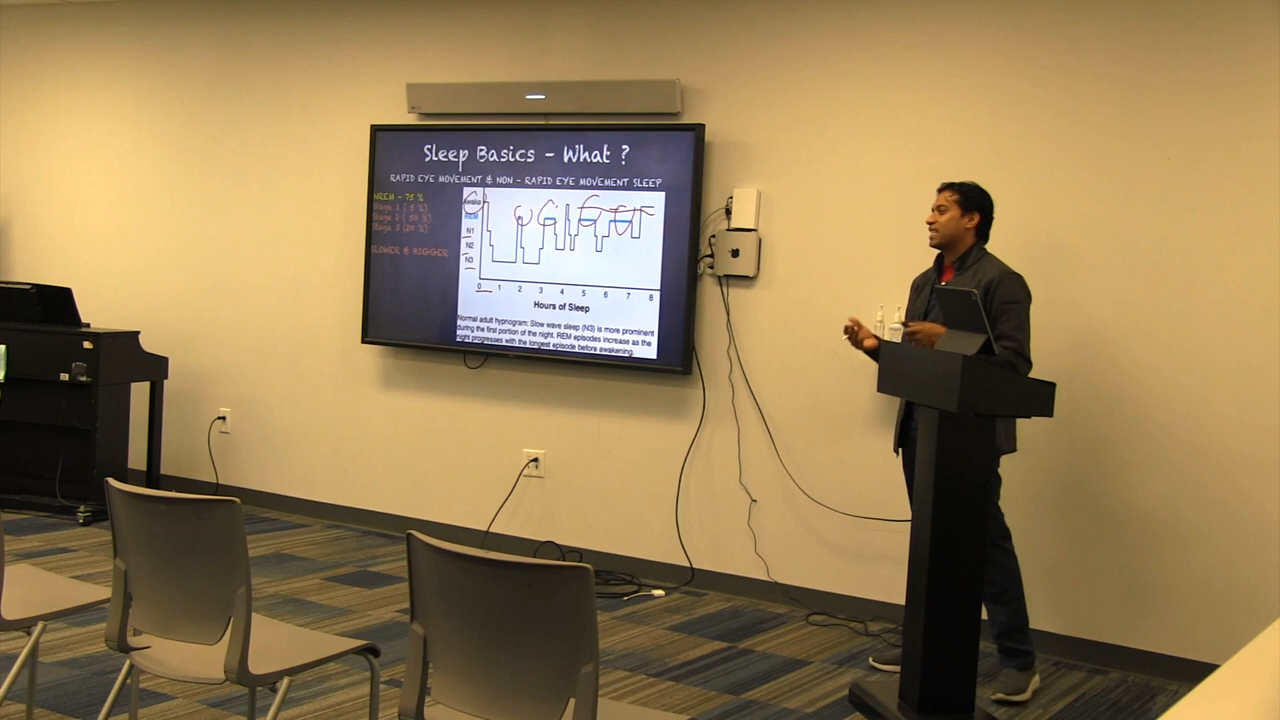 Sleep Basics - What ?
RAPID EYE MOVEMENT & NON - RAPID EYE MOVEMENT SLEEP
NREM - 75 %
Stage 1 ( 5 %)
Stage 2 ( 50 %)
Stage 3 (20 %)
SLOWER & BIGGER
Awake
REM
N1
N2
N3
0 1 2 3 4 5 6 7 8
Hours of Sleep
Normal adult hypnogram: Slow wave sleep (N3) is more prominent
during the first portion of the night. REM episodes increase as the
night progresses with the longest episode before awakening.